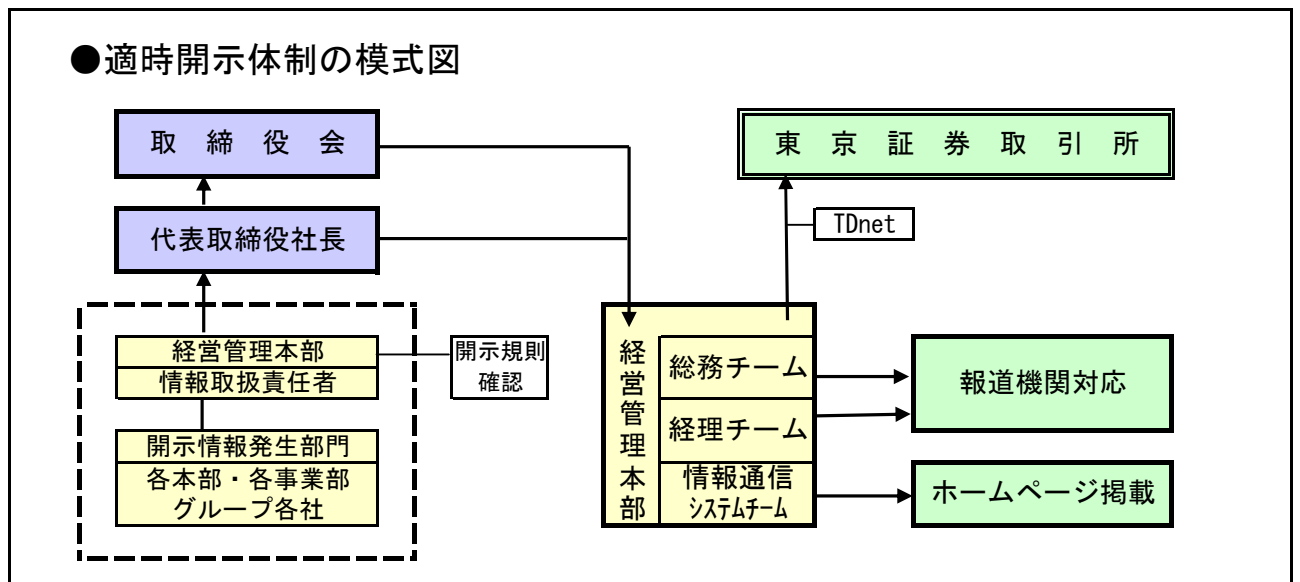 ●適時開示体制の模式図
取締役会
東京証券取引所
代表取締役社長
TDnet
経営管理本部
情報取扱責任者
開示規則
確認
開示情報発生部門
各本部・各事業部
グループ各社
経営管理本部
総務チーム
経理チーム
情報通信
ｼｽﾃﾑﾁｰﾑ
報道機関対応
ホームページ掲載